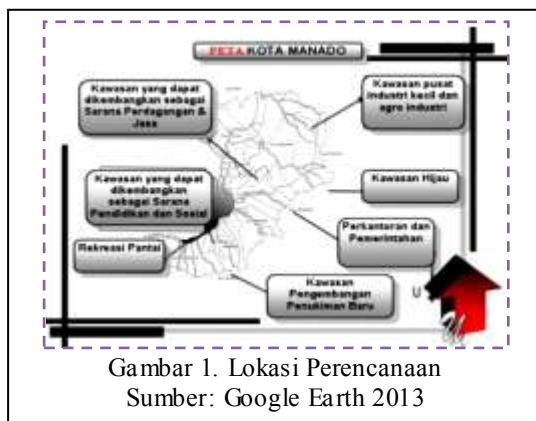 PETA KOTA MANADO
Kawasan yang dapat
dikembangkan sebagai
Sarana Perdagangan &
Jasa
Kawasan pusat
industri kecil dan
agro industri
Kawasan yang dapat
dikembangkan
sebagai Sarana
Pendidikan dan Sosial
Kawasan Hijau
Rekreasi Pantai
Perkantoran dan
Pemerintahan
Kawasan
Pengembangan
Pemukiman Baru
U
Gambar 1. Lokasi Perencanaan
Sumber: Google Earth 2013